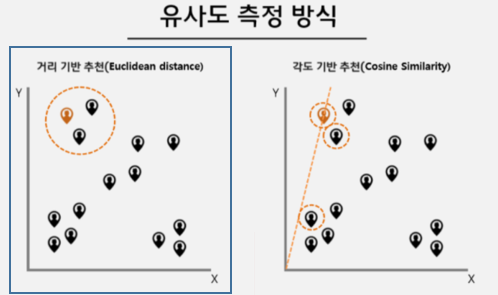 유사도 측정 방식
거리 기반 추천(Euclidean distance)
각도 기반 추천(Cosine Similarity)
Y
Y
X
X